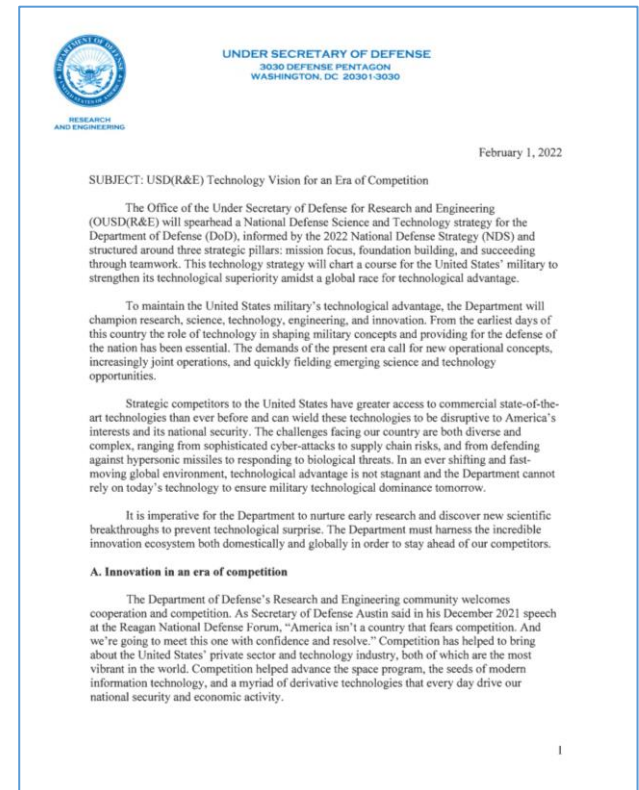 DEPARTMENT OF DEFENSE
UNITED STATES OF AMERICA
RESEARCH
AND ENGINEERING
UNDER SECRETARY OF DEFENSE
3030 DEFENSE PENTAGON
WASHINGTON, DC 20301-3030
February 1, 2022
SUBJECT: USD(R&E) Technology Vision for an Era of Competition
The Office of the Under Secretary of Defense for Research and Engineering
(OUSD(R&E) will spearhead a National Defense Science and Technology strategy for the
Department of Defense (DoD), informed by the 2022 National Defense Strategy (NDS) and
structured around three strategic pillars: mission focus, foundation building, and succeeding
through teamwork. This technology strategy will chart a course for the United States' military to
strengthen its technological superiority amidst a global race for technological advantage.
To maintain the United States military's technological advantage, the Department will
champion research, science, technology, engineering, and innovation. From the earliest days of
this country the role of technology in shaping military concepts and providing for the defense of
the nation has been essential. The demands of the present era call for new operational concepts,
increasingly joint operations, and quickly fielding emerging science and technology
opportunities.
Strategic competitors to the United States have greater access to commercial state-of-the-
art technologies than ever before and can wield these technologies to be disruptive to America's
interests and its national security. The challenges facing our country are both diverse and
complex, ranging from sophisticated cyber-attacks to supply chain risks, and from defending
against hypersonic missiles to responding to biological threats. In an ever shifting and fast-
moving global environment, technological advantage is not stagnant and the Department cannot
rely on today's technology to ensure military technological dominance tomorrow.
It is imperative for the Department to nurture early research and discover new scientific
breakthroughs to prevent technological surprise. The Department must harness the incredible
innovation ecosystem both domestically and globally in order to stay ahead of our competitors.
A. Innovation in an era of competition
The Department of Defense's Research and Engineering community welcomes
cooperation and competition. As Secretary of Defense Austin said in his December 2021 speech
at the Reagan National Defense Forum, "America isn't a country that fears competition. And
we're going to meet this one with confidence and resolve." Competition has helped to bring
about the United States' private sector and technology industry, both of which are the most
vibrant in the world. Competition helped advance the space program, the seeds of modern
information technology, and a myriad of derivative technologies that every day drive our
national security and economic activity.
1